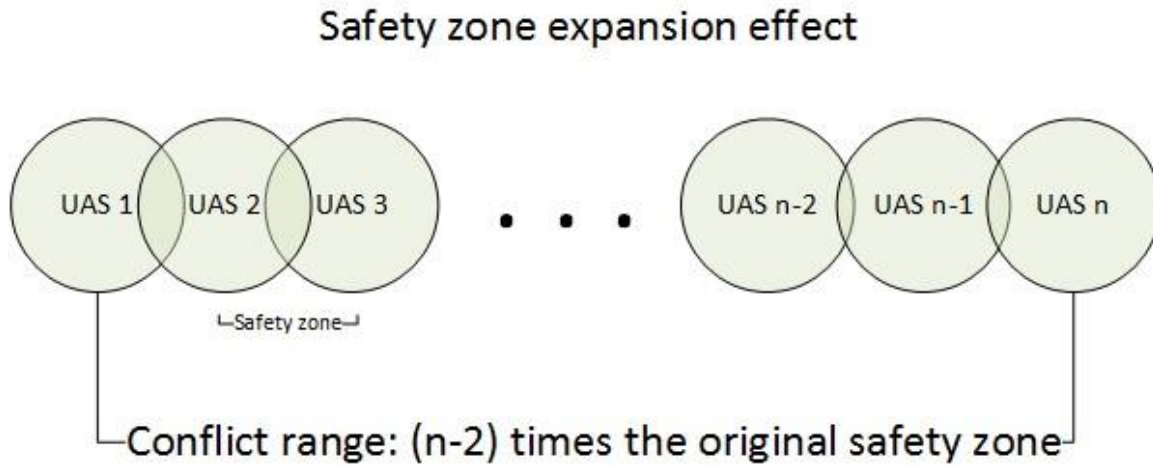 Safety zone expansion effect
UAS 1 UAS 2 UAS 3 UAS n-2 UAS n-1 UAS n
Safety zone
Conflict range: (n-2) times the original safety zone